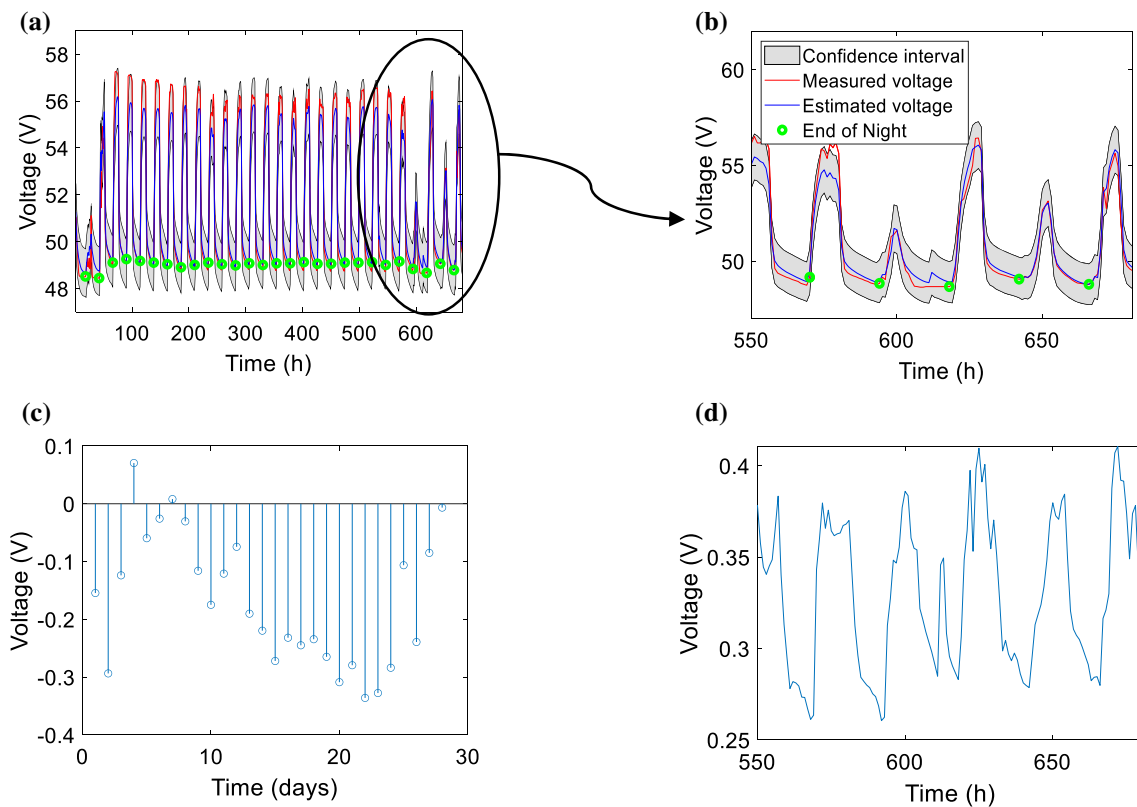 (a)
58
56
54
52
50
48
Voltage (V)
100 200 300 400 500 600
Time (h)
(b)
60
55
50
Voltage (V)
Confidence interval
Measured voltage
Estimated voltage
End of Night
550 600 650
Time (h)
(c)
0.1
0
-0.1
-0.2
-0.3
-0.4
Voltage (V)
0 10 20 30
Time (days)
(d)
0.4
0.35
0.3
0.25
Voltage (V)
550 600 650
Time (h)